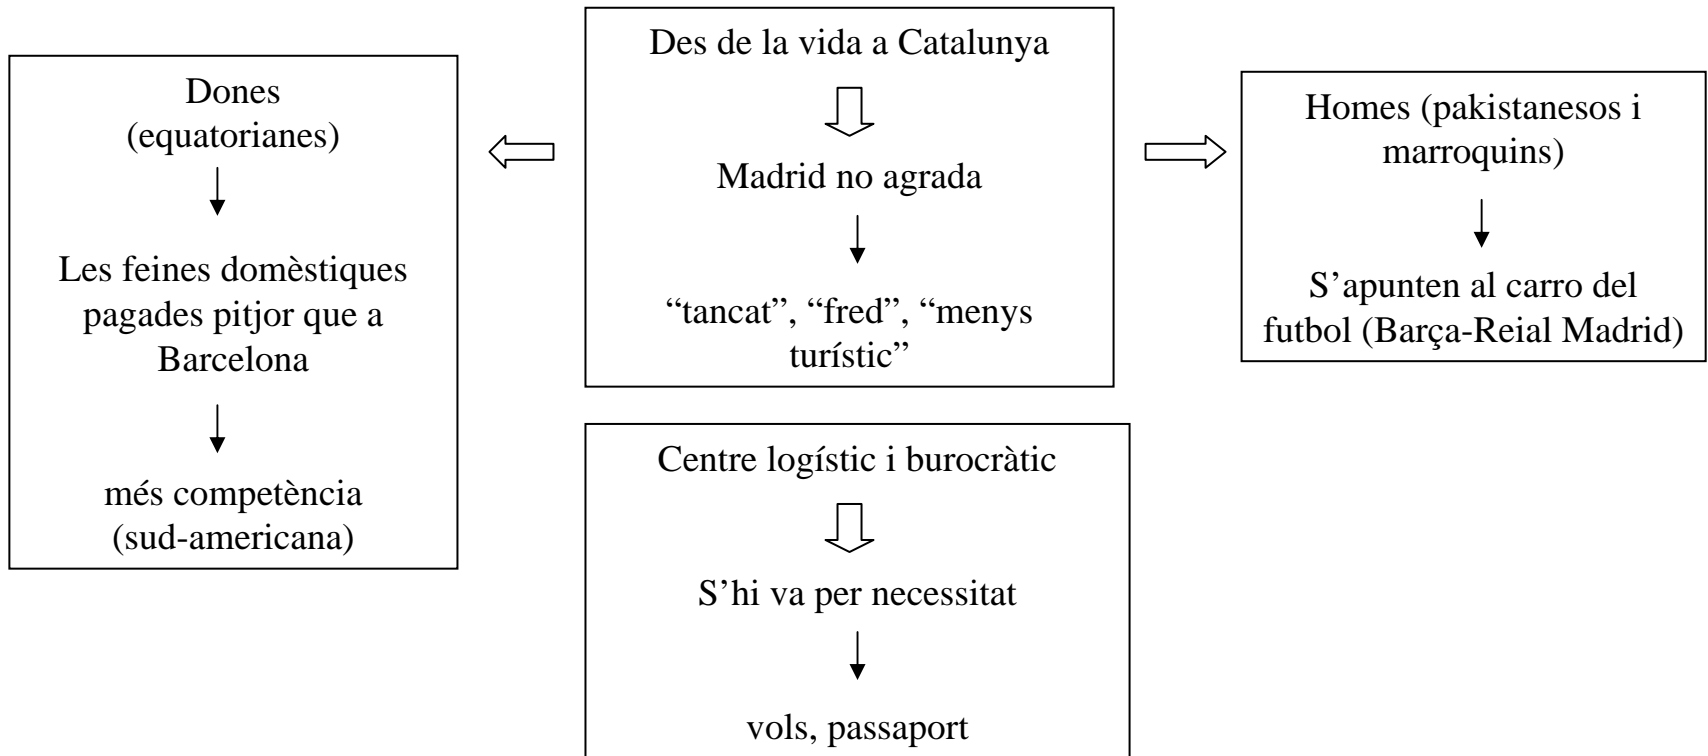 Des de la vida a Catalunya
Madrid no agrada
“tancat”, “fred”, “menys
turístic”
Dones
(equatorianes)
Les feines domèstiques
pagades pitjor que a
Barcelona
més competència
(sud-americana)
Homes (pakistanesos i
marroquins)
S’apunten al carro del
futbol (Barça-Reial Madrid)
Centre logístic i burocràtic
S’hi va per necessitat
vols, passaport